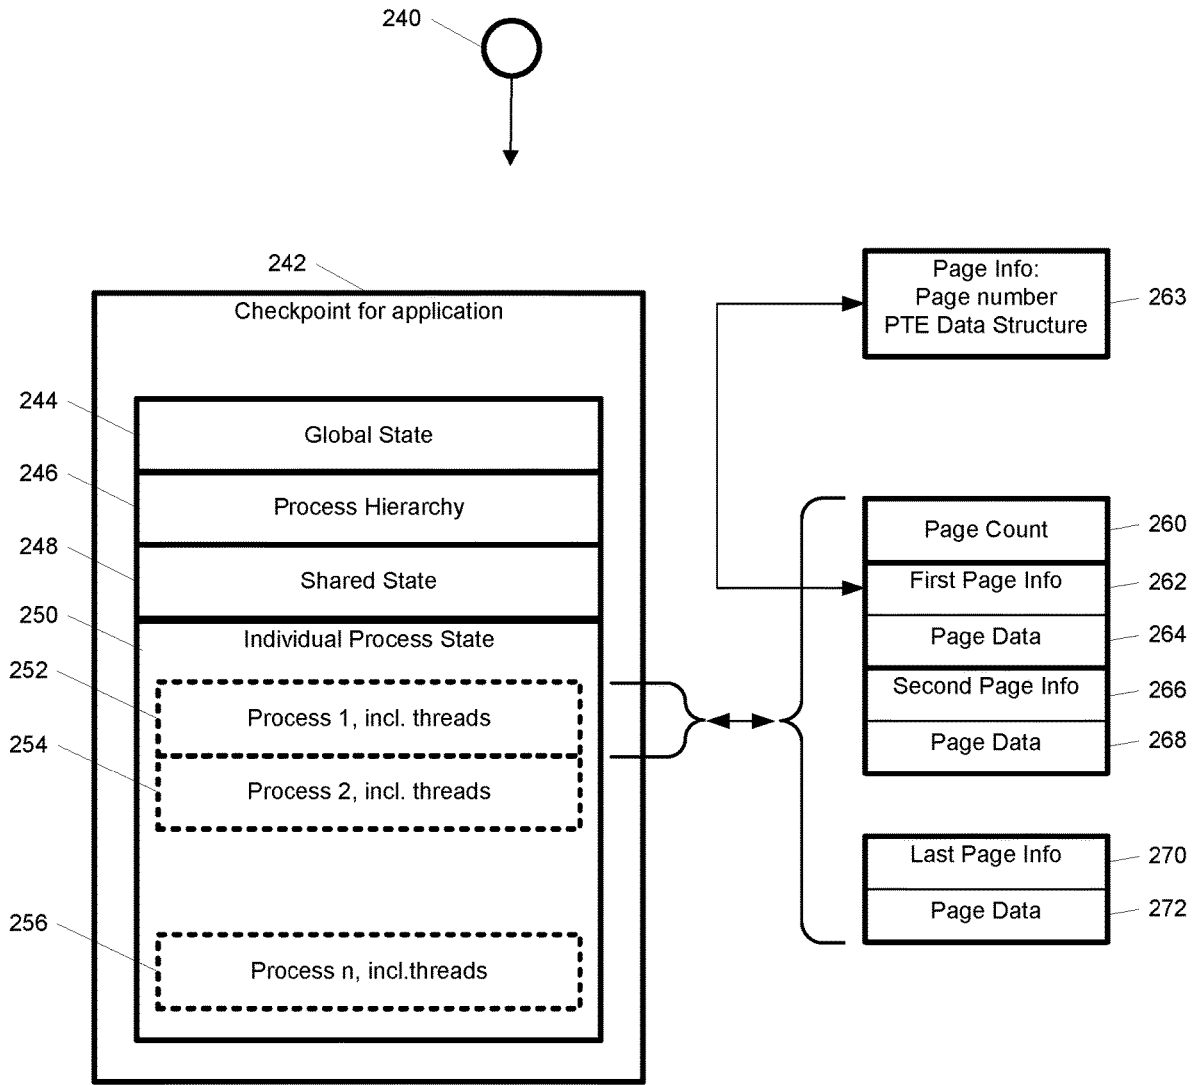 240
242
Checkpoint for application
244
Global State
246
Process Hierarchy
248
Shared State
250
Individual Process State
252
Process 1, incl. threads
254
Process 2, incl. threads
256
Process n, incl.threads
Page Info:
Page number
PTE Data Structure
263
Page Count
260
First Page Info
262
Page Data
264
Second Page Info
266
Page Data
268
Last Page Info
270
Page Data
272